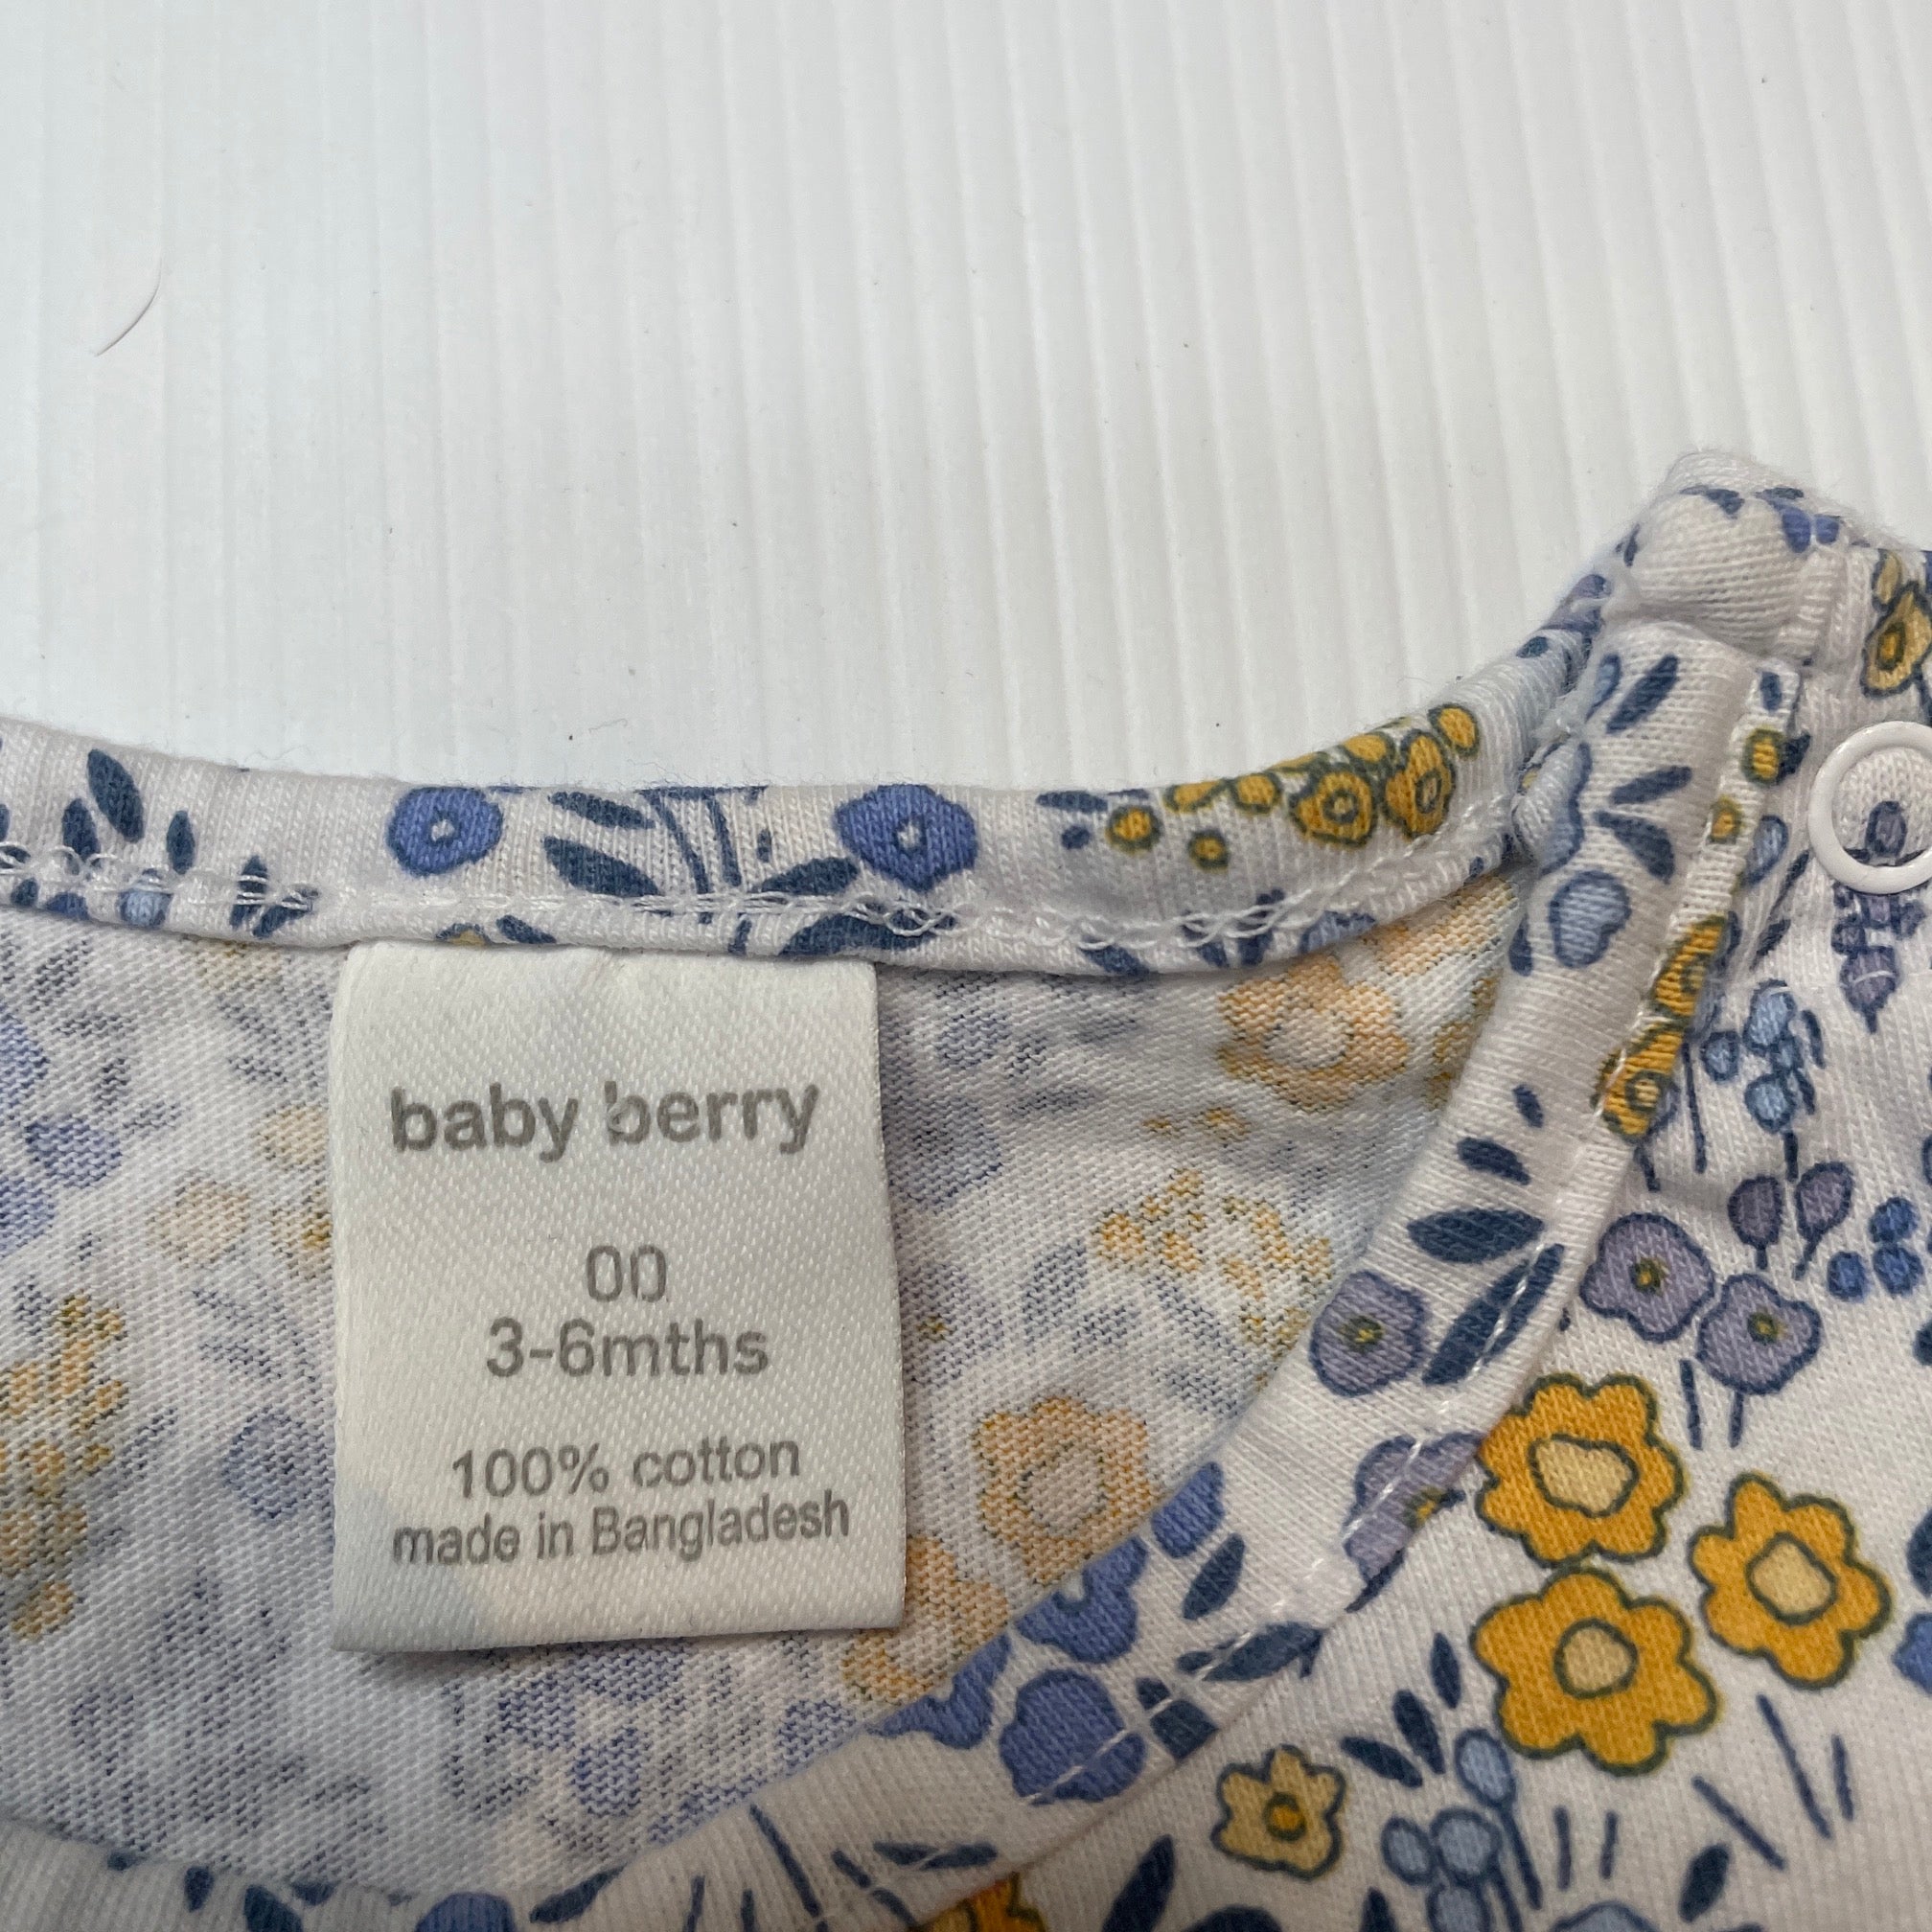 baby berry
00
3-6mths
100% cotton
made in Bangladesh